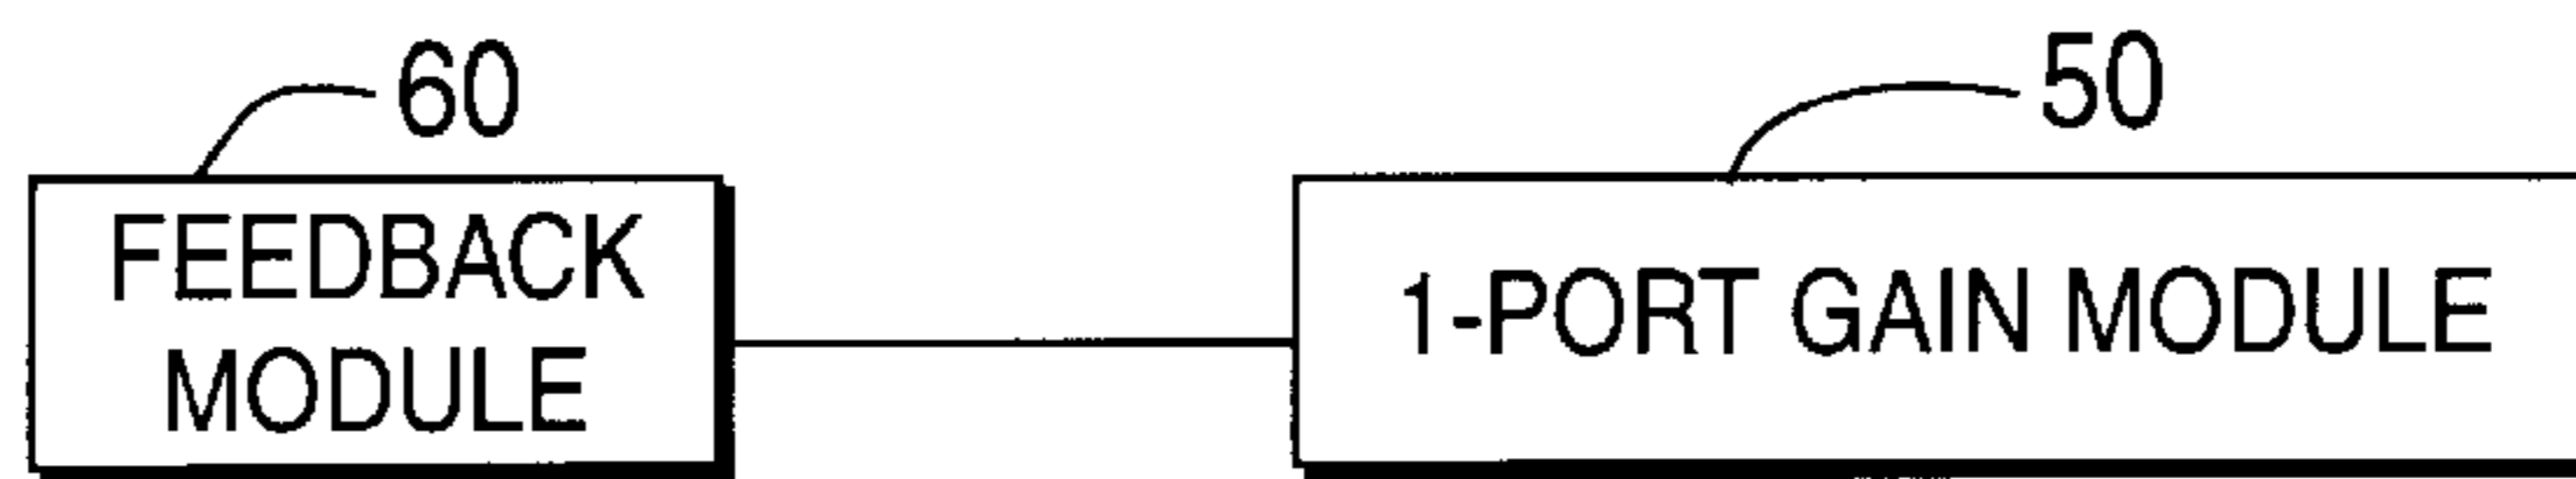 60
50
FEEDBACK
MODULE
1-PORT GAIN MODULE